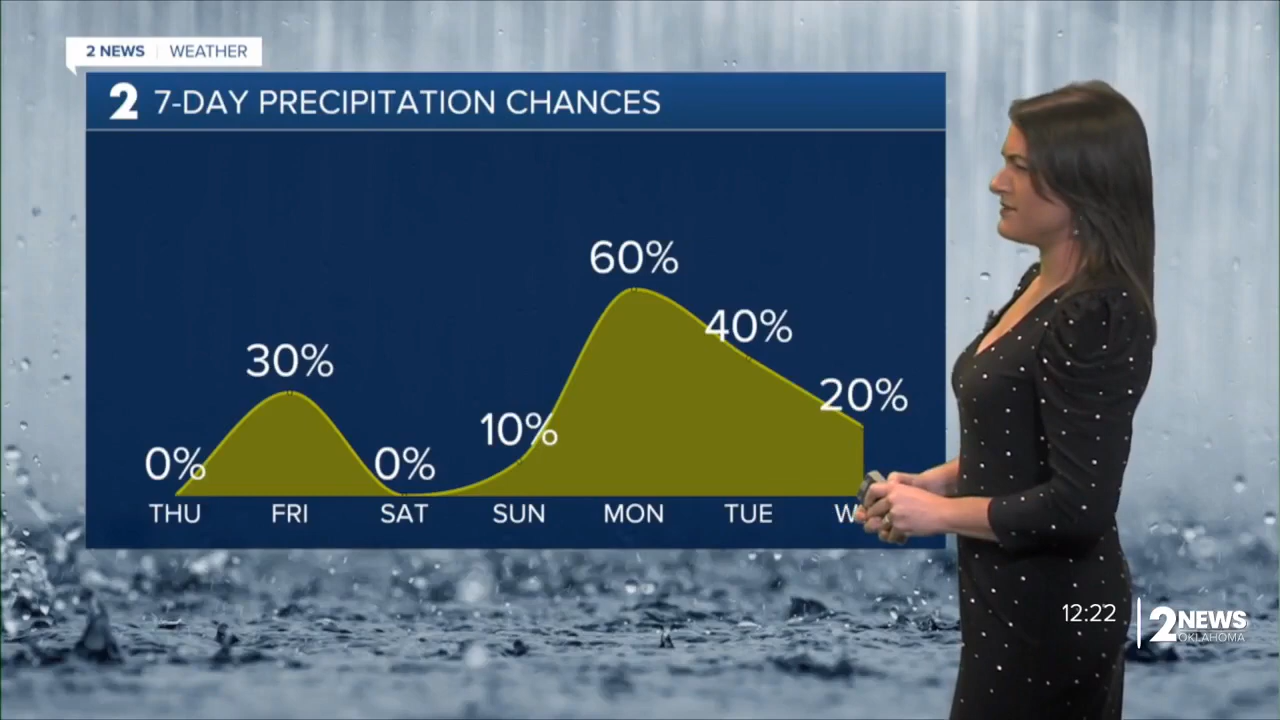 2 NEWS | WEATHER
2 7-DAY PRECIPITATION CHANCES
60%
40%
30%
20%
10%
0%
0%
THU FRI SAT SUN MON TUE W
12:22
2NEWS
OKLAHOMA